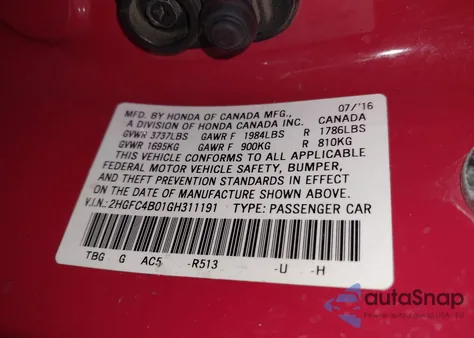 MFD. BY HONDA OF CANADA MFG., 07/'16
A DIVISION OF HONDA CANADA INC. CANADA
GVWR 3737LBS GAWR F 1984LBS R 1786LBS
GVWR 1695KG GAWR F 900KG R 810KG
THIS VEHICLE CONFORMS TO ALL APPLICABLE
FEDERAL MOTOR VEHICLE SAFETY, BUMPER,
AND THEFT PREVENTION STANDARDS IN EFFECT
ON THE DATE OF MANUFACTURE SHOWN ABOVE.
V.I.N.: 2HGFC4B01GH311191 TYPE: PASSENGER CAR
TBG G AC5 -R513 -U -H
autaSnap